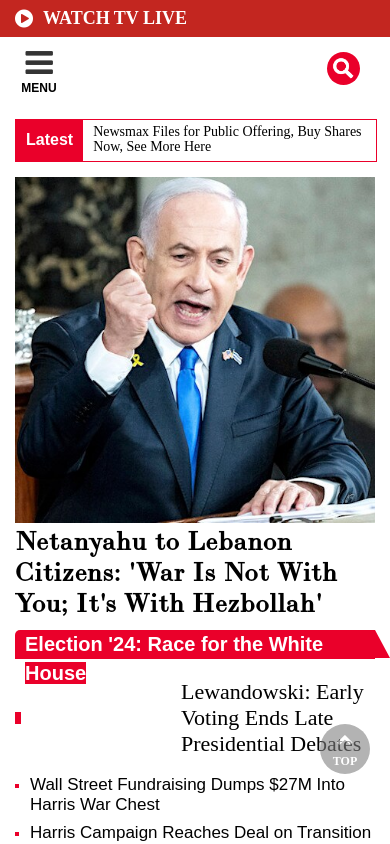 WATCH TV LIVE
MENU
Latest
Newsmax Files for Public Offering, Buy Shares
Now, See More Here
Netanyahu to Lebanon
Citizens: 'War Is Not With
You; It's With Hezbollah'
Election '24: Race for the White
House
Lewandowski: Early
Voting Ends Late
Presidential Debates
TOP
Wall Street Fundraising Dumps $27M Into
Harris War Chest
Harris Campaign Reaches Deal on Transition